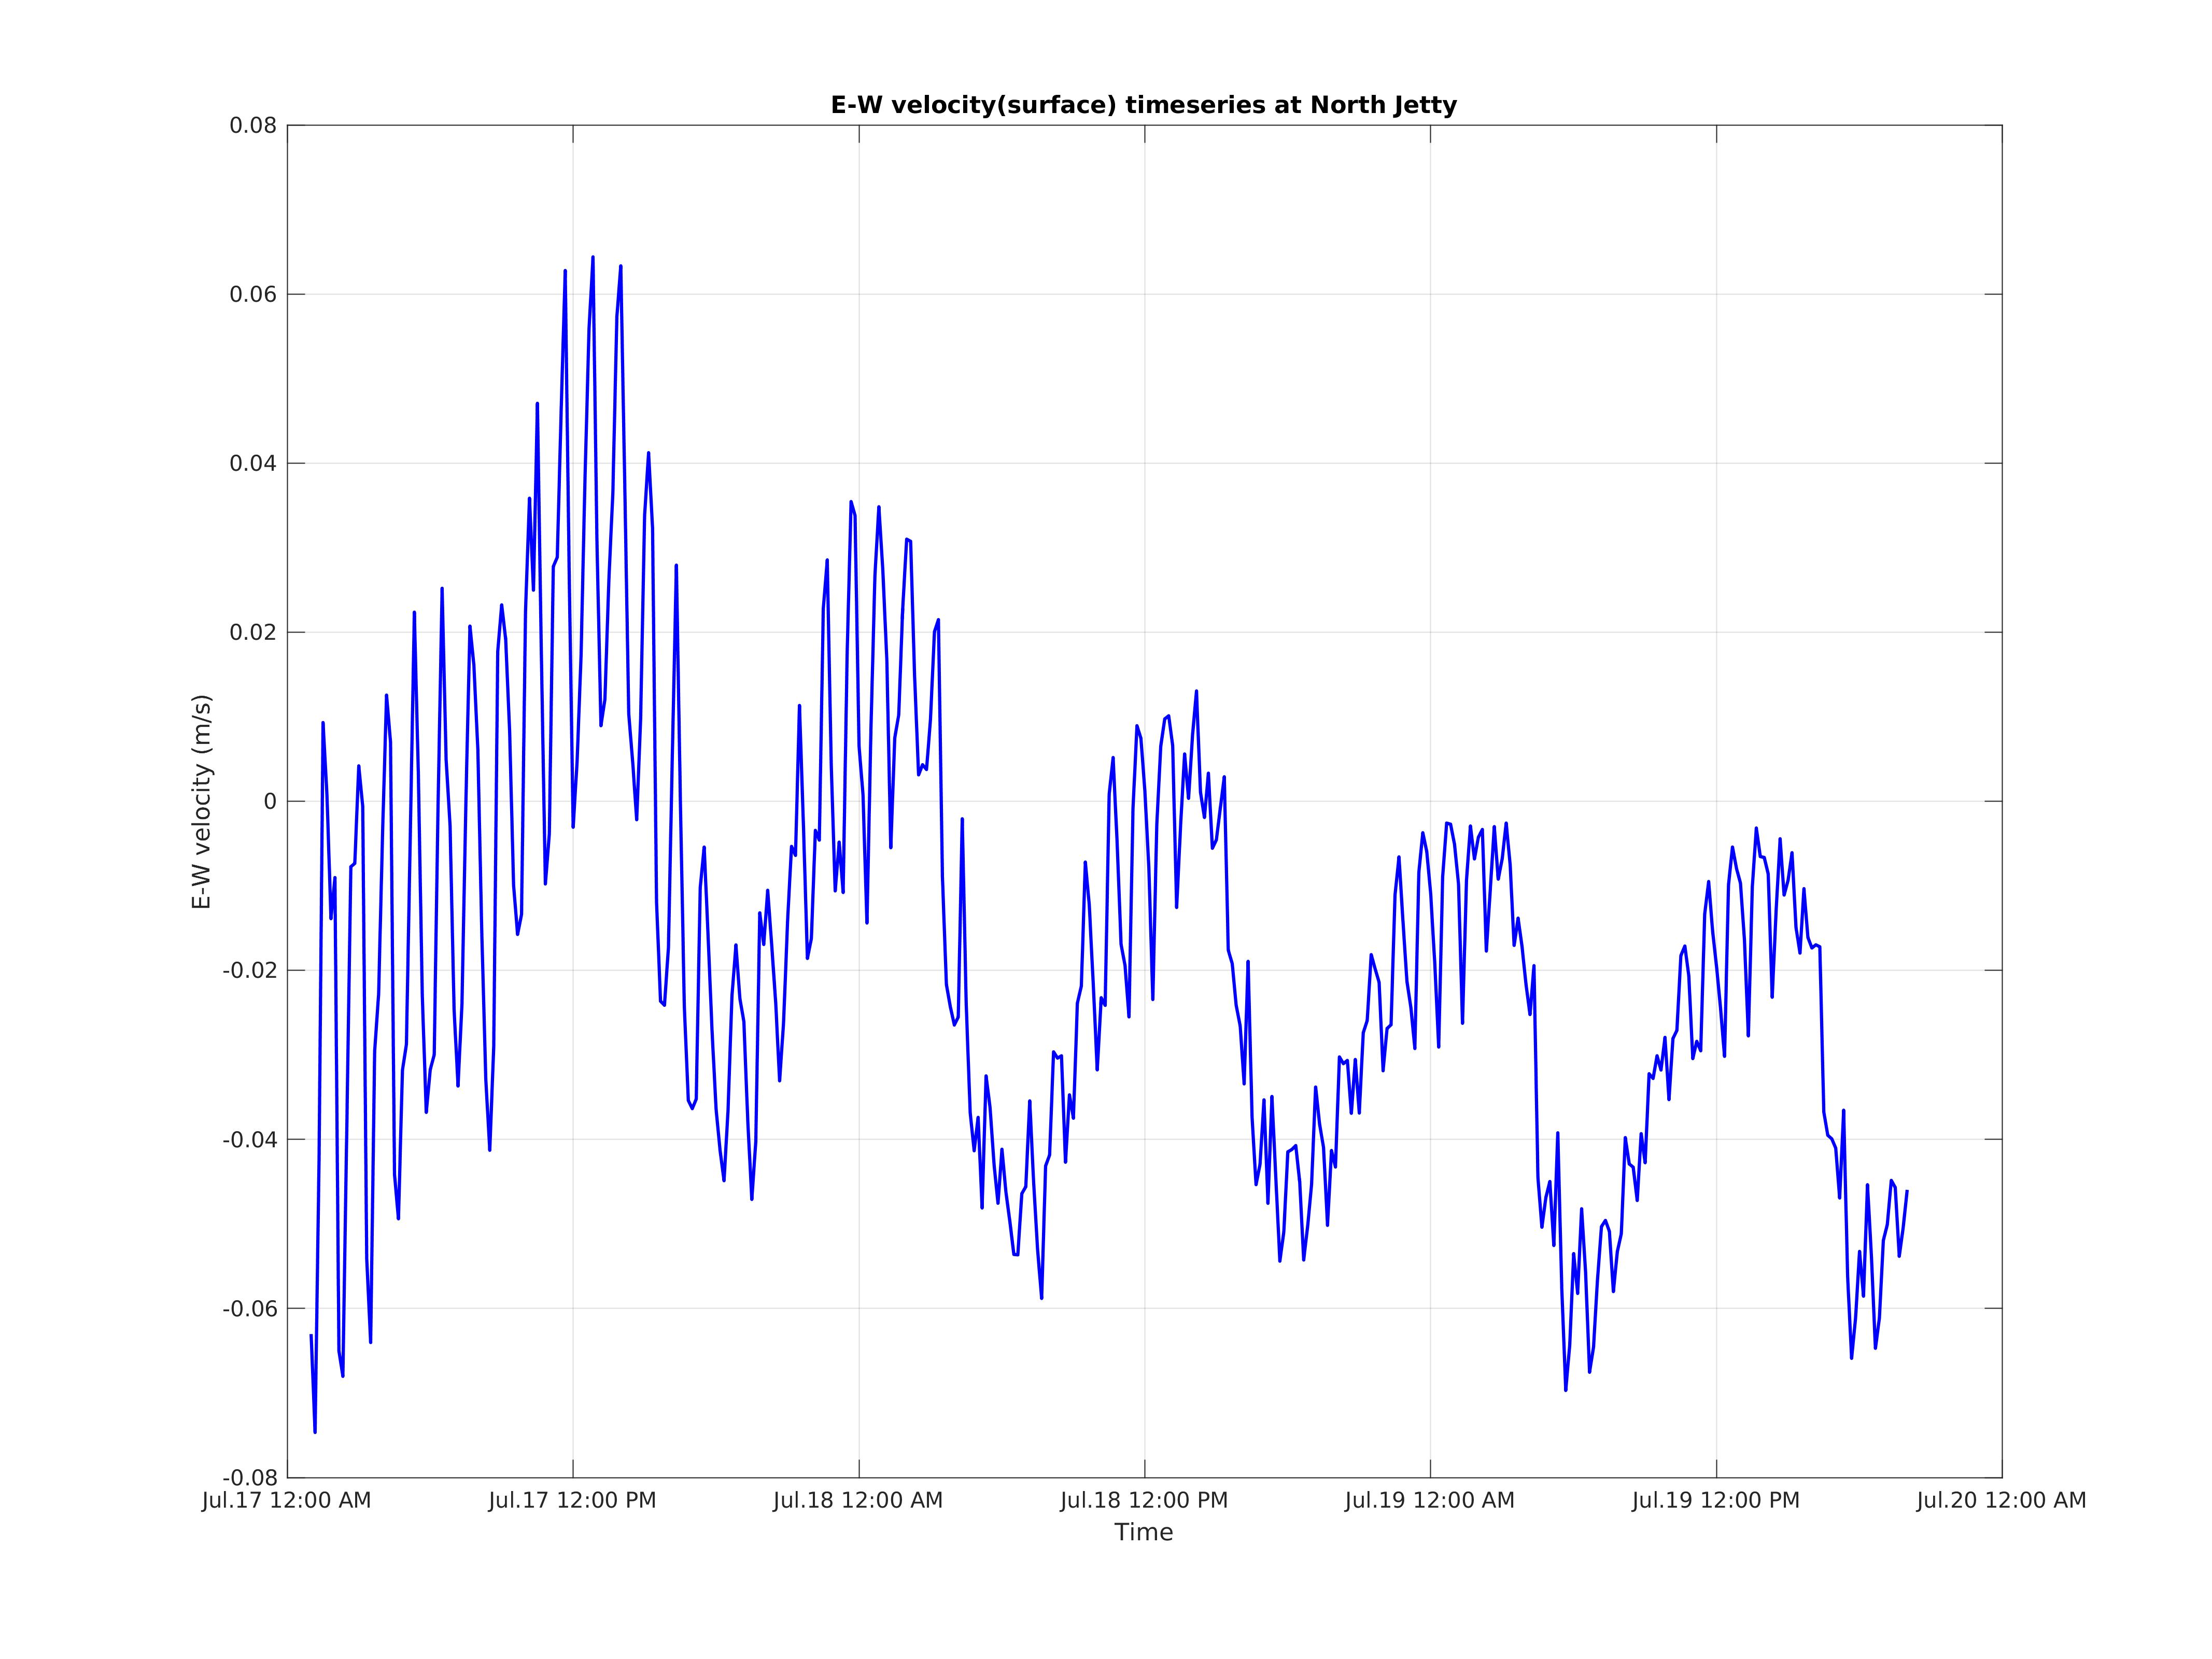 E-W velocity(surface) timeseries at North Jetty
0.08
0.06
0.04
0.02
0
-0.02
-0.04
-0.06
-0.08
E-W velocity (m/s)
Jul.17 12:00 AM
Jul.17 12:00 PM
Jul.18 12:00 AM
Jul.18 12:00 PM
Jul.19 12:00 AM
Jul.19 12:00 PM
Jul.20 12:00 AM
Time